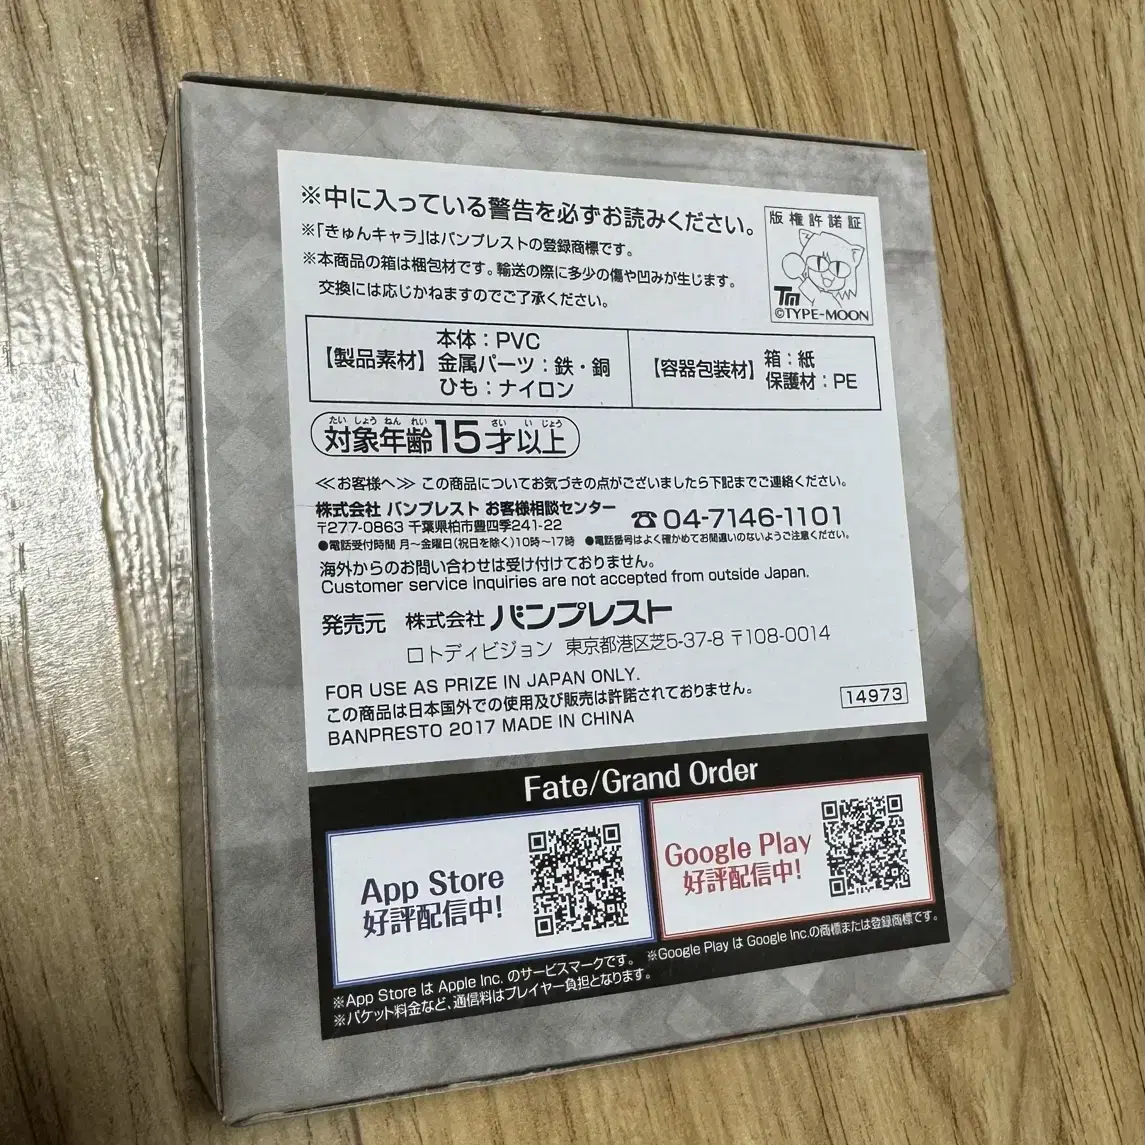 ※中に入っている警告を必ずお読みください。
※「きゅんキャラ」はバンプレストの登録商標です。
※本商品の箱は梱包材です。輸送の際に多少の傷や凹みが生じます。
交換には応じかねますのでご了承ください。
版権許諾証
TM
©TYPE-MOON
【製品素材】
本体：PVC
金属パーツ：鉄・銅
ひも：ナイロン
【容器包装材】
箱：紙
保護材：PE
たいしょうねんれい さいいじょう
対象年齢15才以上
≪お客様へ≫ この商品についてお気づきの点がございましたら下記までご連絡ください。
株式会社 バンプレスト お客様相談センター
〒277-0863 千葉県柏市豊四季241-22
☎04-7146-1101
●電話受付時間 月～金曜日(祝日を除く)10時～17時 ●電話番号はよく確かめてお間違いのないようご注意ください。
海外からのお問い合わせは受け付けておりません。
Customer service inquiries are not accepted from outside Japan.
発売元 株式会社 バンプレスト
ロトディビジョン 東京都港区芝5-37-8 〒108-0014
FOR USE AS PRIZE IN JAPAN ONLY.
この商品は日本国外での使用及び販売は許諾されておりません。
BANPRESTO 2017 MADE IN CHINA
14973
Fate/Grand Order
App Store
好評配信中!
Google Play
好評配信中!
※App Store は Apple Inc. のサービスマークです。 ※Google Play は Google Inc.の商標または登録商標です。
※パケット料金など、通信料はプレイヤー負担となります。